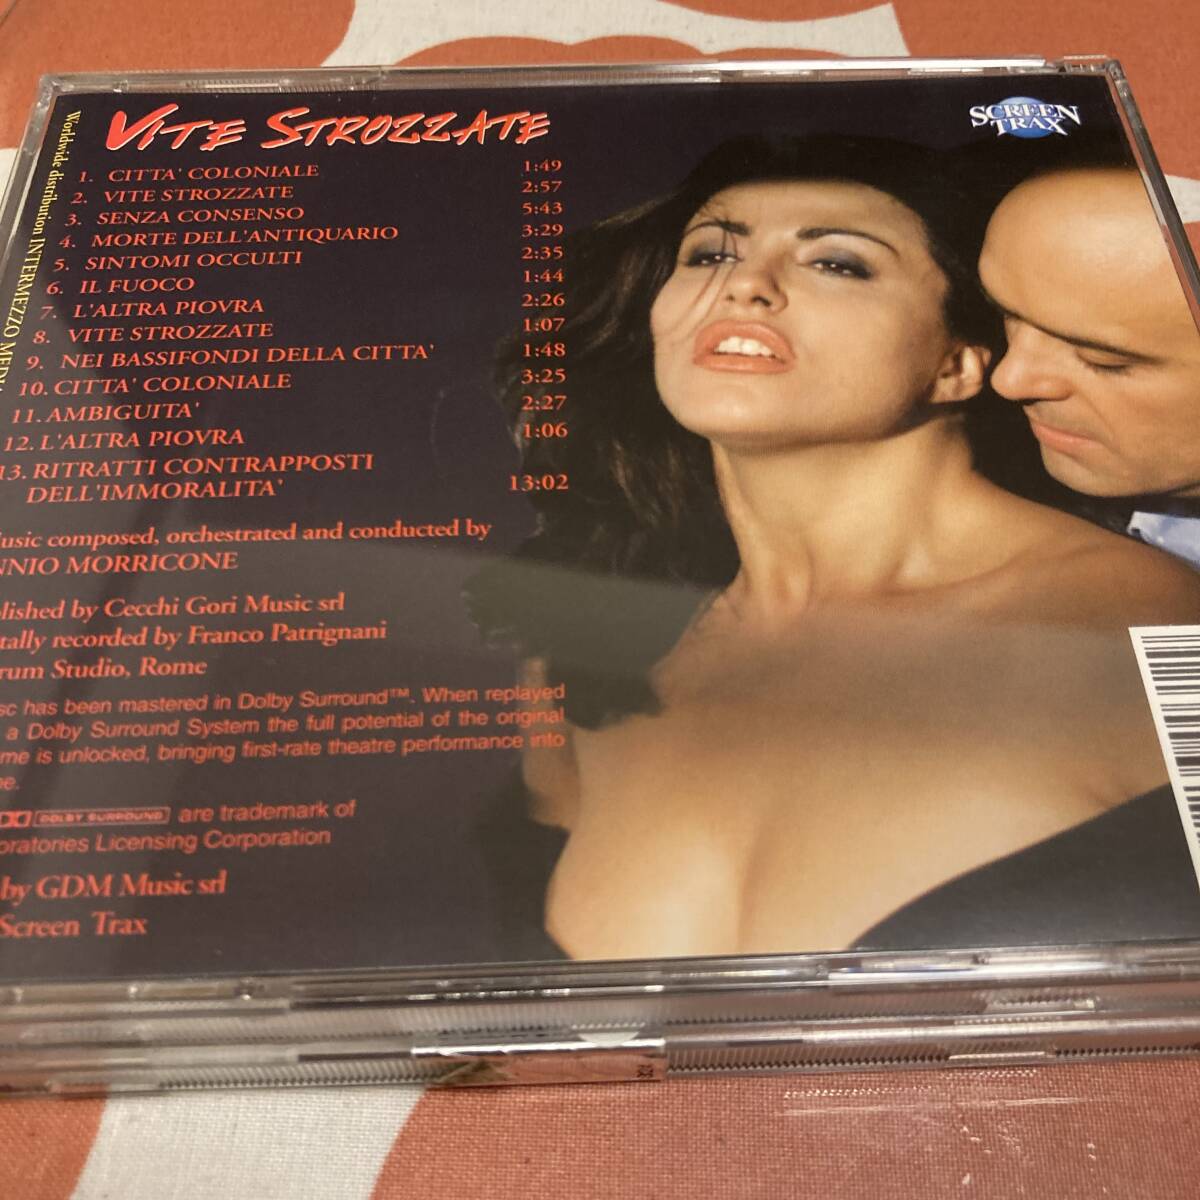 VITE STROZZATE
SCREEN
TRAX
Worldwide distribution INTERMEZZO
1. CITTA' COLONIALE 1:49
2. VITE STROZZATE 2:57
3. SENZA CONSENSO 5:43
4. MORTE DELL'ANTIQUARIO 3:29
5. SINTOMI OCCULTI 2:35
6. IL FUOCO 1:44
7. L'ALTRA PIOVRA 2:26
8. VITE STROZZATE 1:07
9. NEI BASSIFONDI DELLA CITTA' 1:48
10. CITTA' COLONIALE 3:25
11. AMBIGUITA' 2:27
12. L'ALTRA PIOVRA 1:06
13. RITRATTI CONTRAPPOSTI
DELL'IMMORALITA' 13:02
usic composed, orchestrated and conducted by
NNIO MORRICONE
lished by Cecchi Gori Music srl
tally recorded by Franco Patrignani
rum Studio, Rome
sc has been mastered in Dolby Surround™. When replayed
a Dolby Surround System the full potential of the original
me is unlocked, bringing first-rate theatre performance into
e.
DOLBY SURROUND are trademark of
oratories Licensing Corporation
by GDM Music srl
Screen Trax